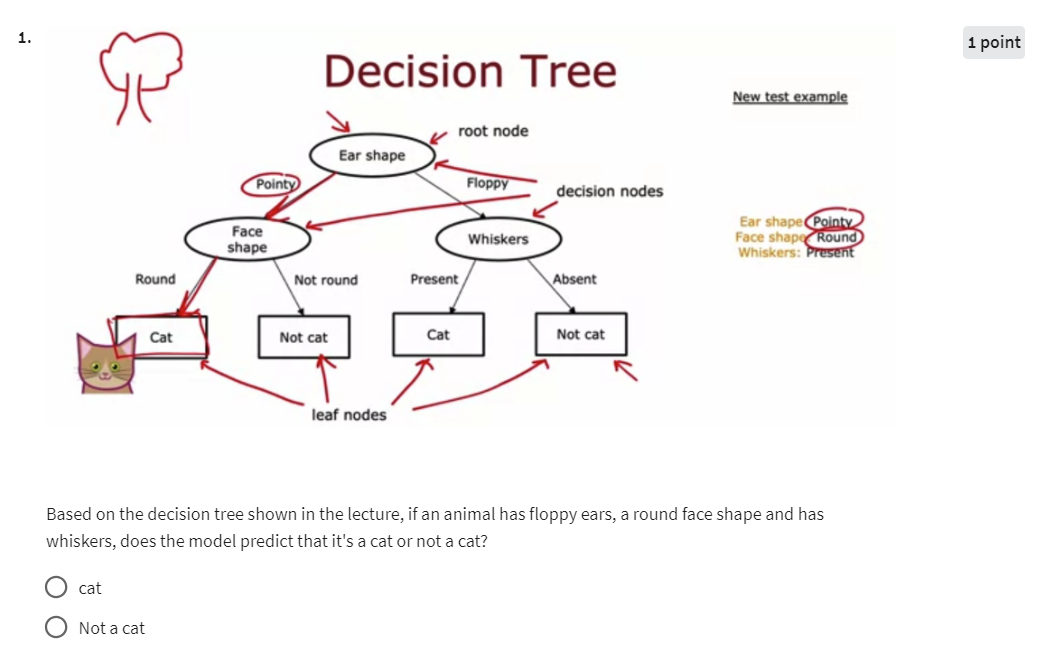 1.
1 point
Decision Tree
New test example
root node
Ear shape
Pointy
Floppy
decision nodes
Face
shape
Whiskers
Ear shape: Pointy
Face shape: Round
Whiskers: Present
Round
Not round
Present
Absent
Cat
Not cat
Cat
Not cat
leaf nodes
Based on the decision tree shown in the lecture, if an animal has floppy ears, a round face shape and has
whiskers, does the model predict that it's a cat or not a cat?
cat
Not a cat